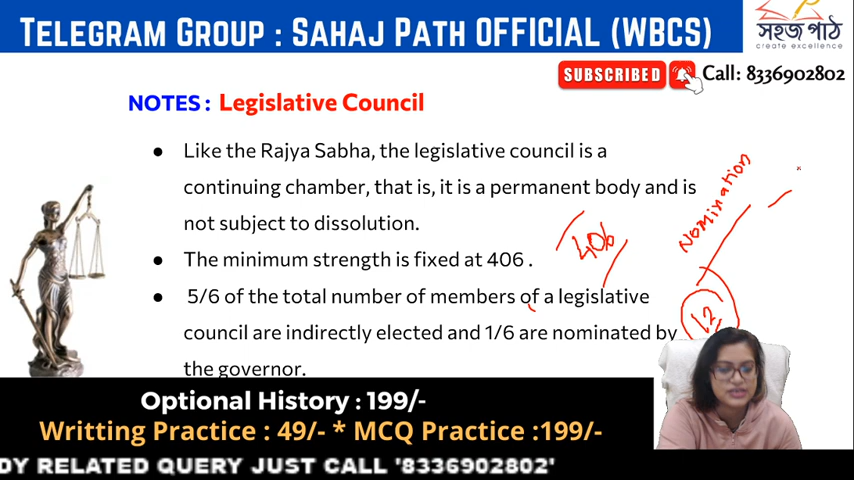 TELEGRAM GROUP : SAHAJ PATH OFFICIAL (WBCS)
সহজ পাঠ
create excellence
SUBSCRIBED
Call: 8336902802
NOTES : Legislative Council
Like the Rajya Sabha, the legislative council is a
continuing chamber, that is, it is a permanent body and is
not subject to dissolution.
Nomination
The minimum strength is fixed at 406 .
406
5/6 of the total number of members of a legislative
12
council are indirectly elected and 1/6 are nominated by
the governor.
Optional History : 199/-
Writting Practice : 49/- * MCQ Practice :199/-
DY RELATED QUERY JUST CALL '8336902802'